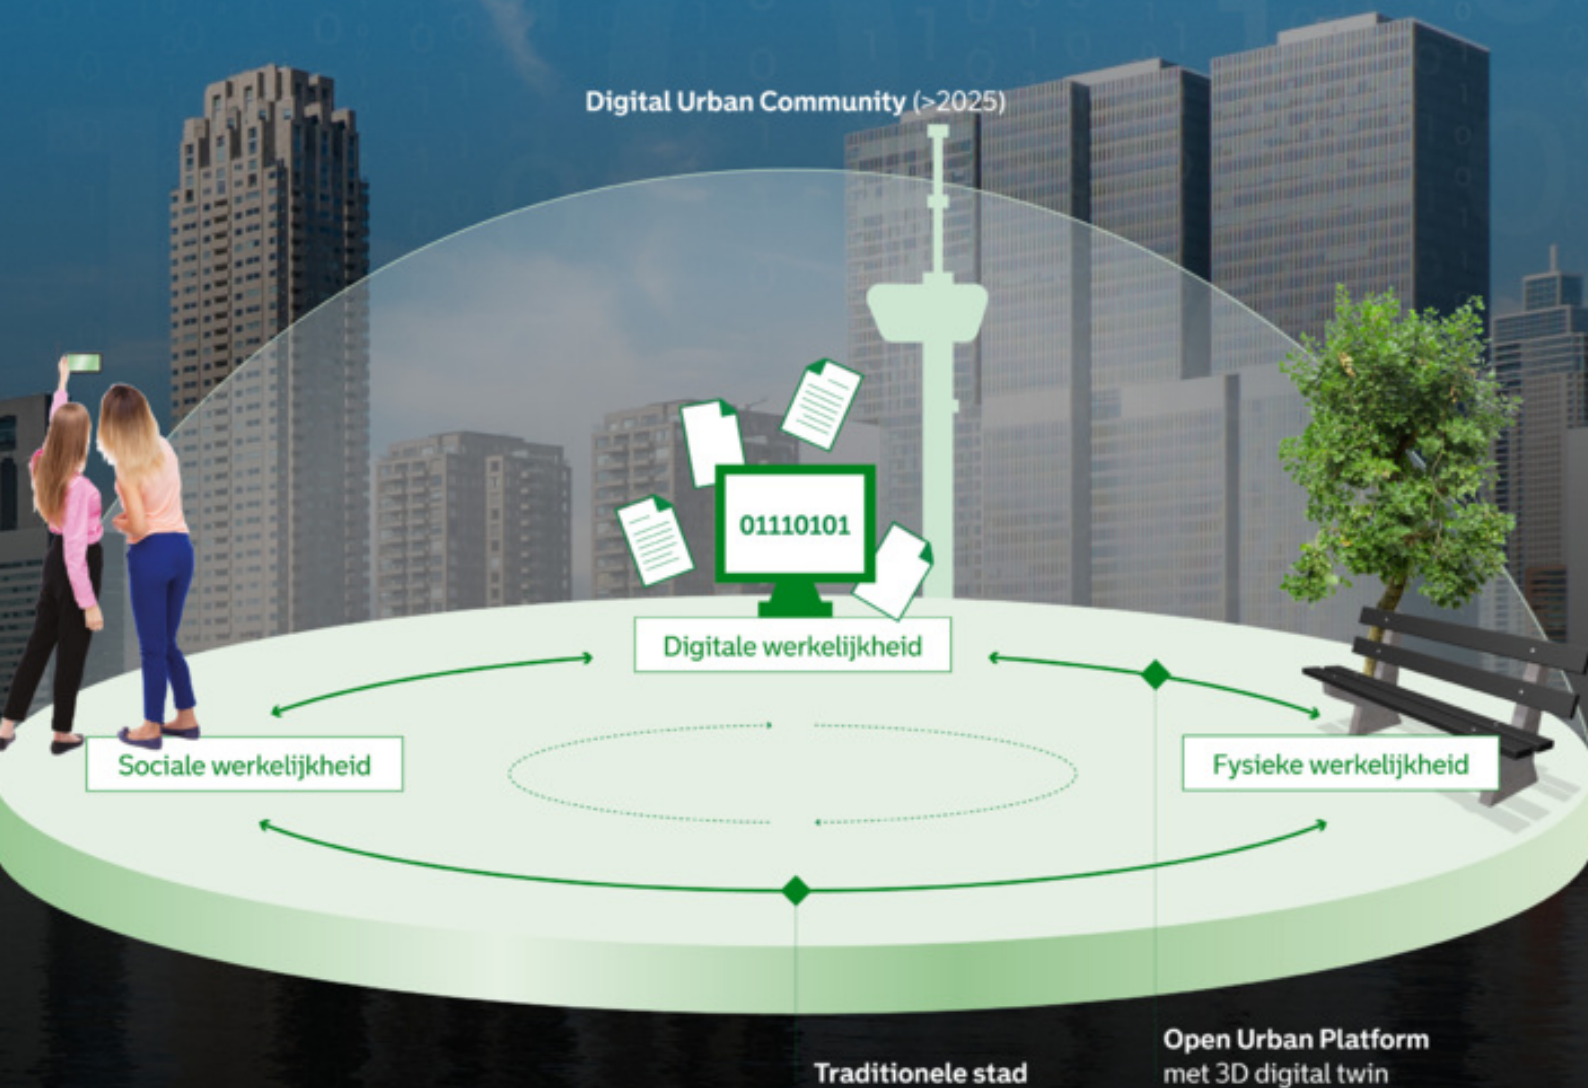 Digital Urban Community (>2025)
01110101
Digitale werkelijkheid
Sociale werkelijkheid
Fysieke werkelijkheid
Open Urban Platform
met 3D digital twin
Traditionele stad